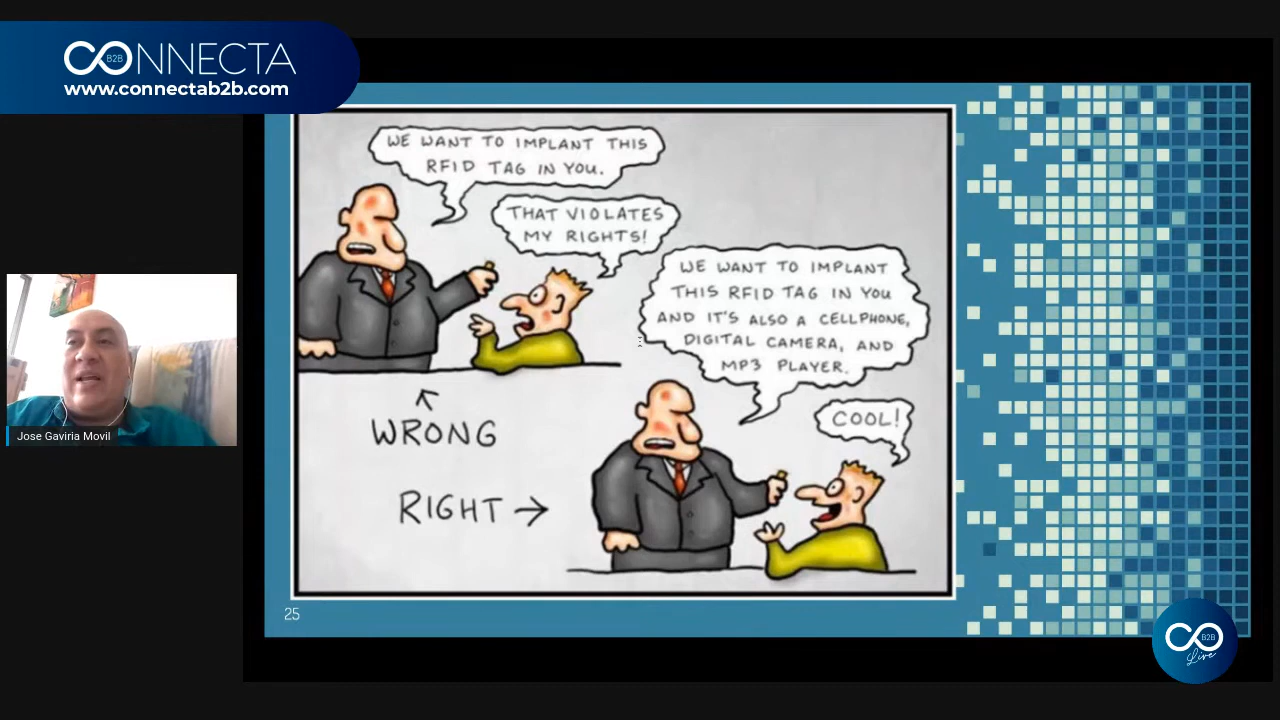 CONNECTA
B2B
www.connectab2b.com
WE WANT TO IMPLANT THIS
RFID TAG IN YOU.
THAT VIOLATES
MY RIGHTS!
WE WANT TO IMPLANT
THIS RFID TAG IN YOU
AND IT'S ALSO A CELLPHONE,
DIGITAL CAMERA, AND
MP3 PLAYER.
COOL!
WRONG
RIGHT
Jose Gaviria Movil
25
CO
B2B
Live